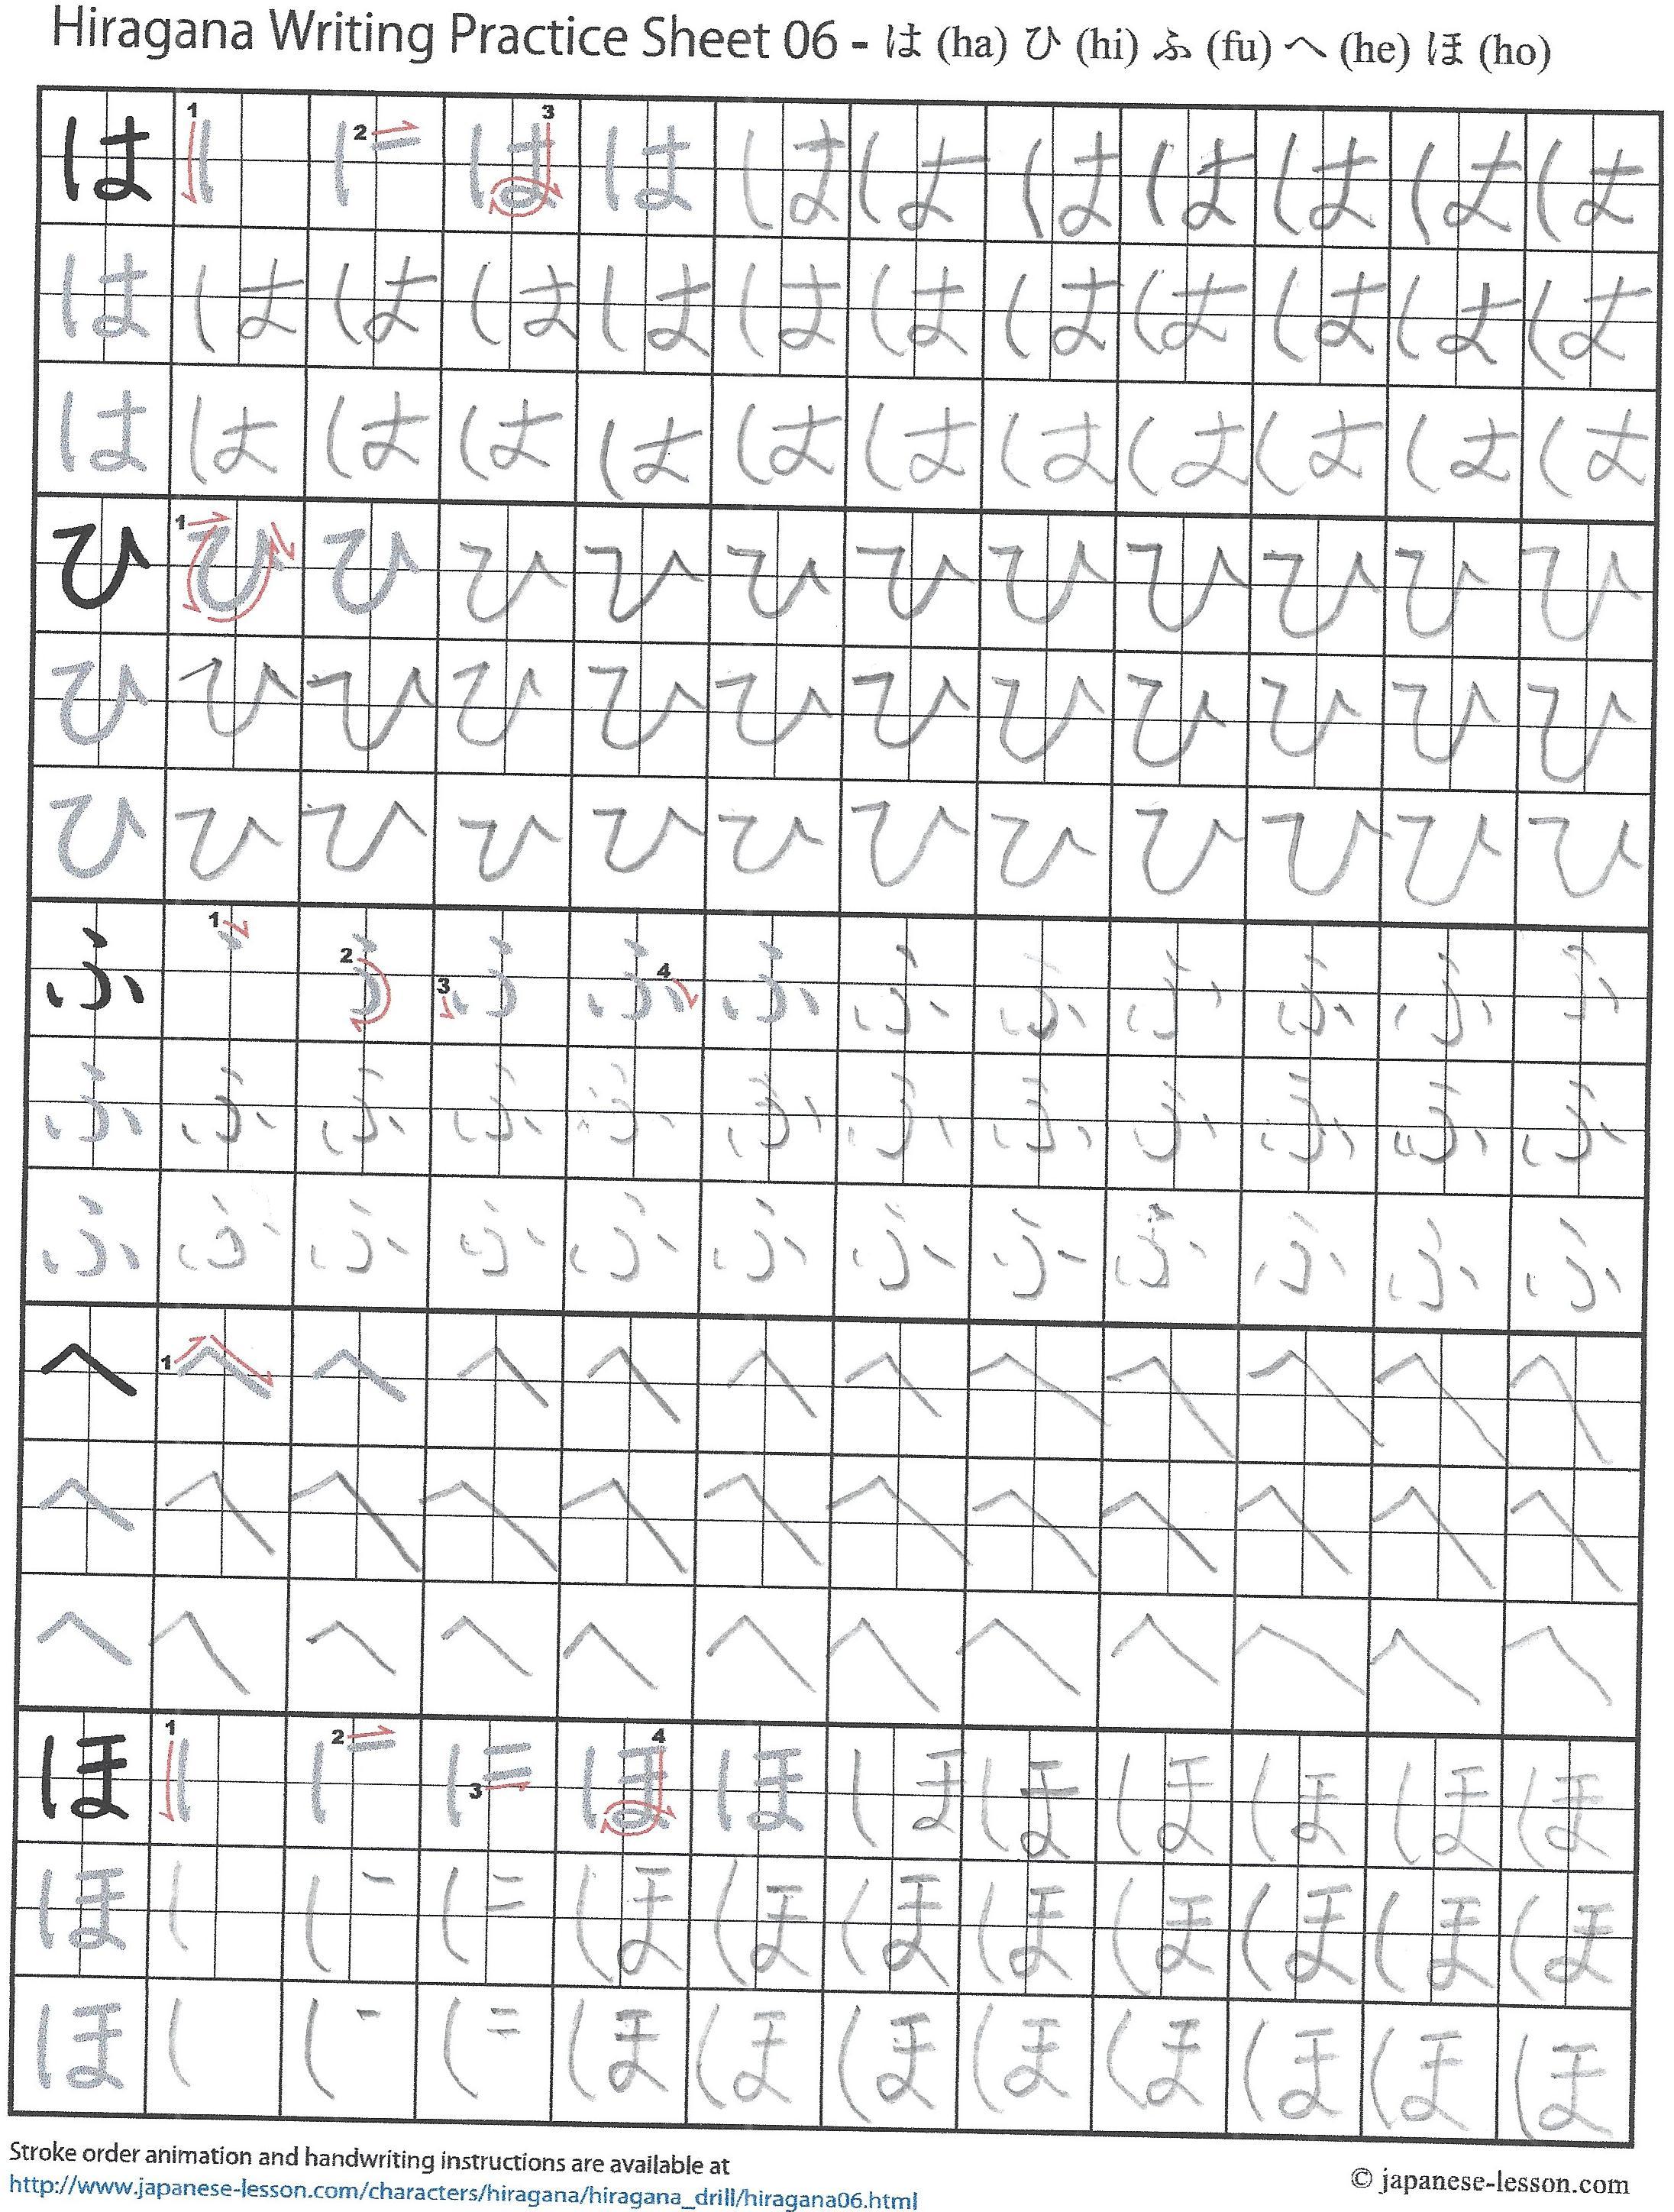 Hiragana Writing Practice Sheet 06 - は (ha) ひ (hi) ふ (fu) へ (he) ほ (ho)
は 1 2 3 は は は は は は は は は
は は は は は は は は は は は は
は は は は は は は は は は は は
ひ 1 ひ ひ ひ ひ ひ ひ ひ ひ ひ ひ ひ
ひ ひ ひ ひ ひ ひ ひ ひ ひ ひ ひ ひ
ひ ひ ひ ひ ひ ひ ひ ひ ひ ひ ひ ひ
ふ 1 2 3 4 ふ ふ ふ ふ ふ ふ ふ ふ
ふ ふ ふ ふ ふ ふ ふ ふ ふ ふ ふ ふ
ふ ふ ふ ふ ふ ふ ふ ふ ふ ふ ふ ふ
へ 1 へ へ へ へ へ へ へ へ へ へ へ
へ へ へ へ へ へ へ へ へ へ へ へ
へ へ へ へ へ へ へ へ へ へ へ へ
ほ 1 2 3 4 ほ ほ ほ ほ ほ ほ ほ ほ
ほ ほ ほ ほ ほ ほ ほ ほ ほ
ほ ほ ほ ほ ほ ほ ほ ほ ほ
Stroke order animation and handwriting instructions are available at
http://www.japanese-lesson.com/characters/hiragana/hiragana_drill/hiragana06.html
© japanese-lesson.com